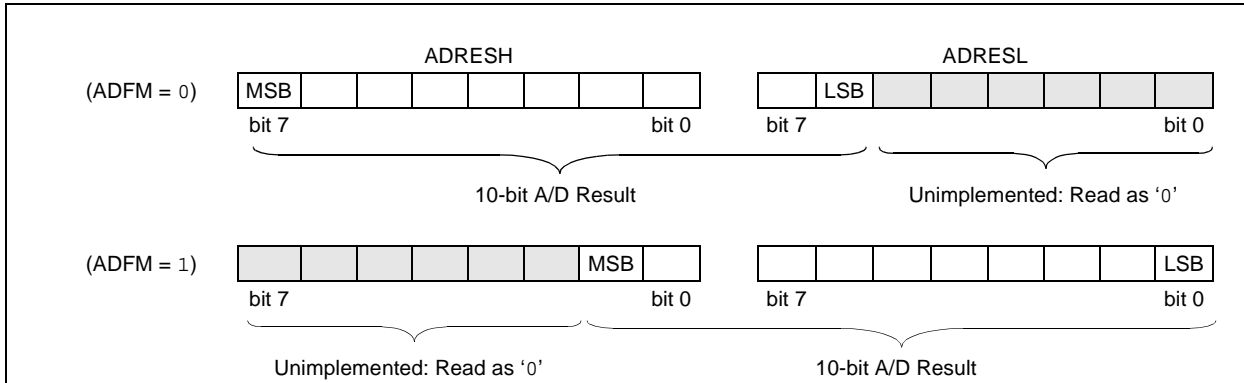 ADRESH ADRESL
(ADFM = 0) MSB LSB
bit 7 bit 0 bit 7 bit 0
10-bit A/D Result Unimplemented: Read as ‘0’
(ADFM = 1) MSB LSB
bit 7 bit 0 bit 7 bit 0
Unimplemented: Read as ‘0’ 10-bit A/D Result